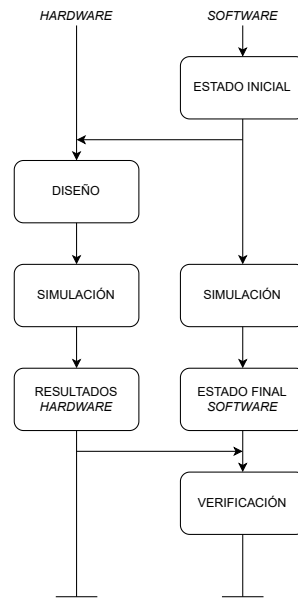 HARDWARE
SOFTWARE
ESTADO INICIAL
DISEÑO
SIMULACIÓN
SIMULACIÓN
RESULTADOS
HARDWARE
ESTADO FINAL
SOFTWARE
VERIFICACIÓN